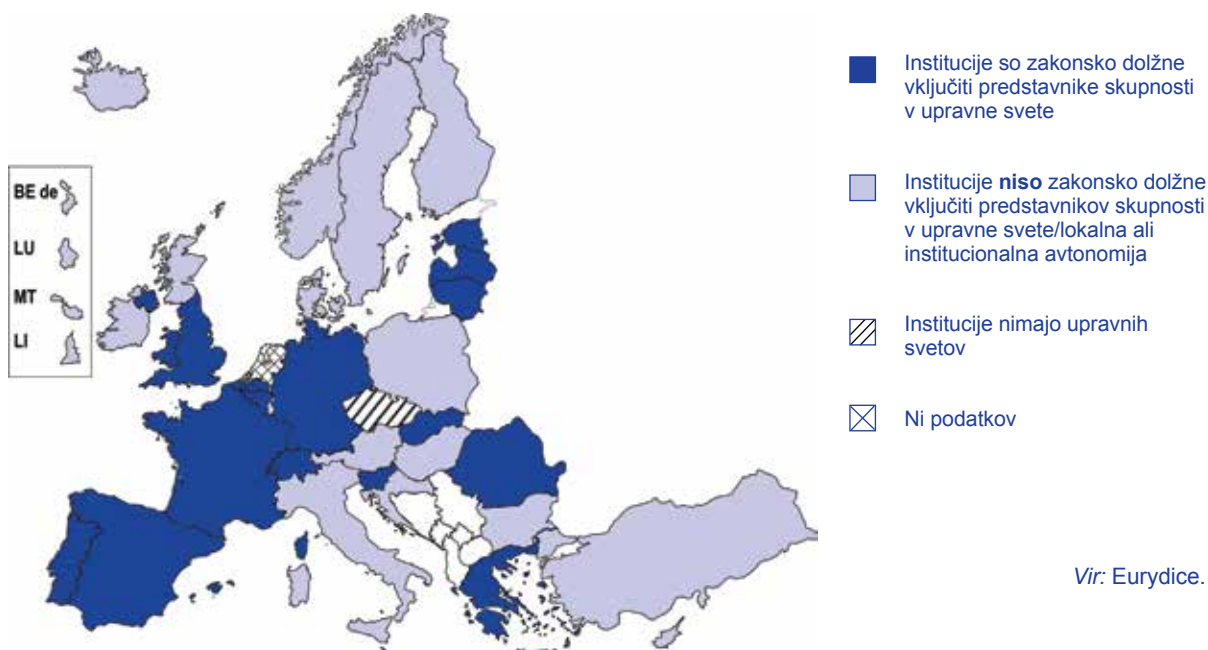 BE de
LU
MT
LI
Institucije so zakonsko dolžne
vključiti predstavnike skupnosti
v upravne svete
Institucije niso zakonsko dolžne
vključiti predstavnikov skupnosti
v upravne svete/lokalna ali
institucionalna avtonomija
Institucije nimajo upravnih
svetov
Ni podatkov
Vir: Eurydice.